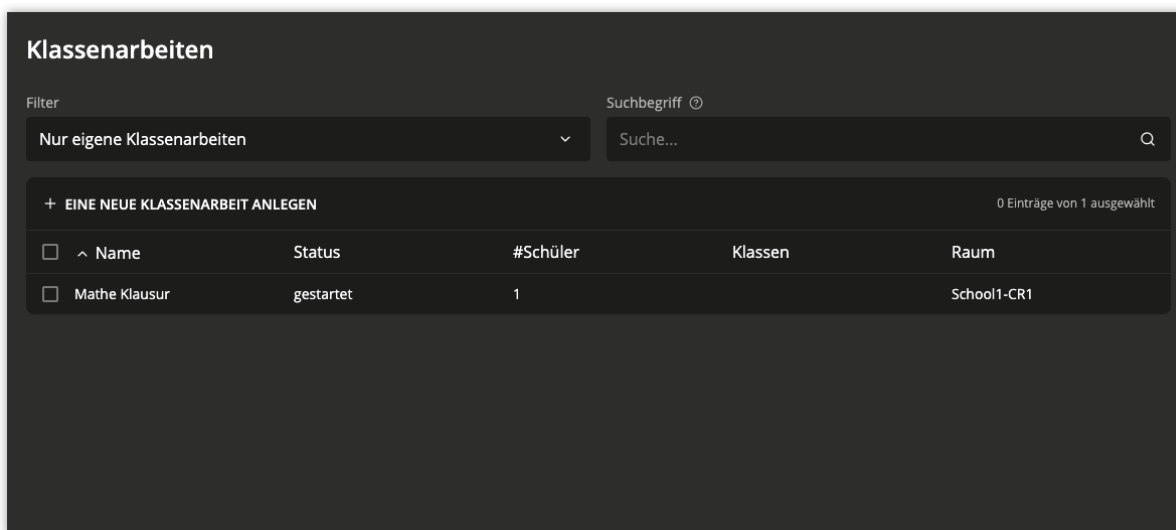 Klassenarbeiten
Filter
Suchbegriff
Nur eigene Klassenarbeiten
Suche...
+ EINE NEUE KLASSENARBEIT ANLEGEN 0 Einträge von 1 ausgewählt
Name Status #Schüler Klassen Raum
Mathe Klausur gestartet 1 School1-CR1